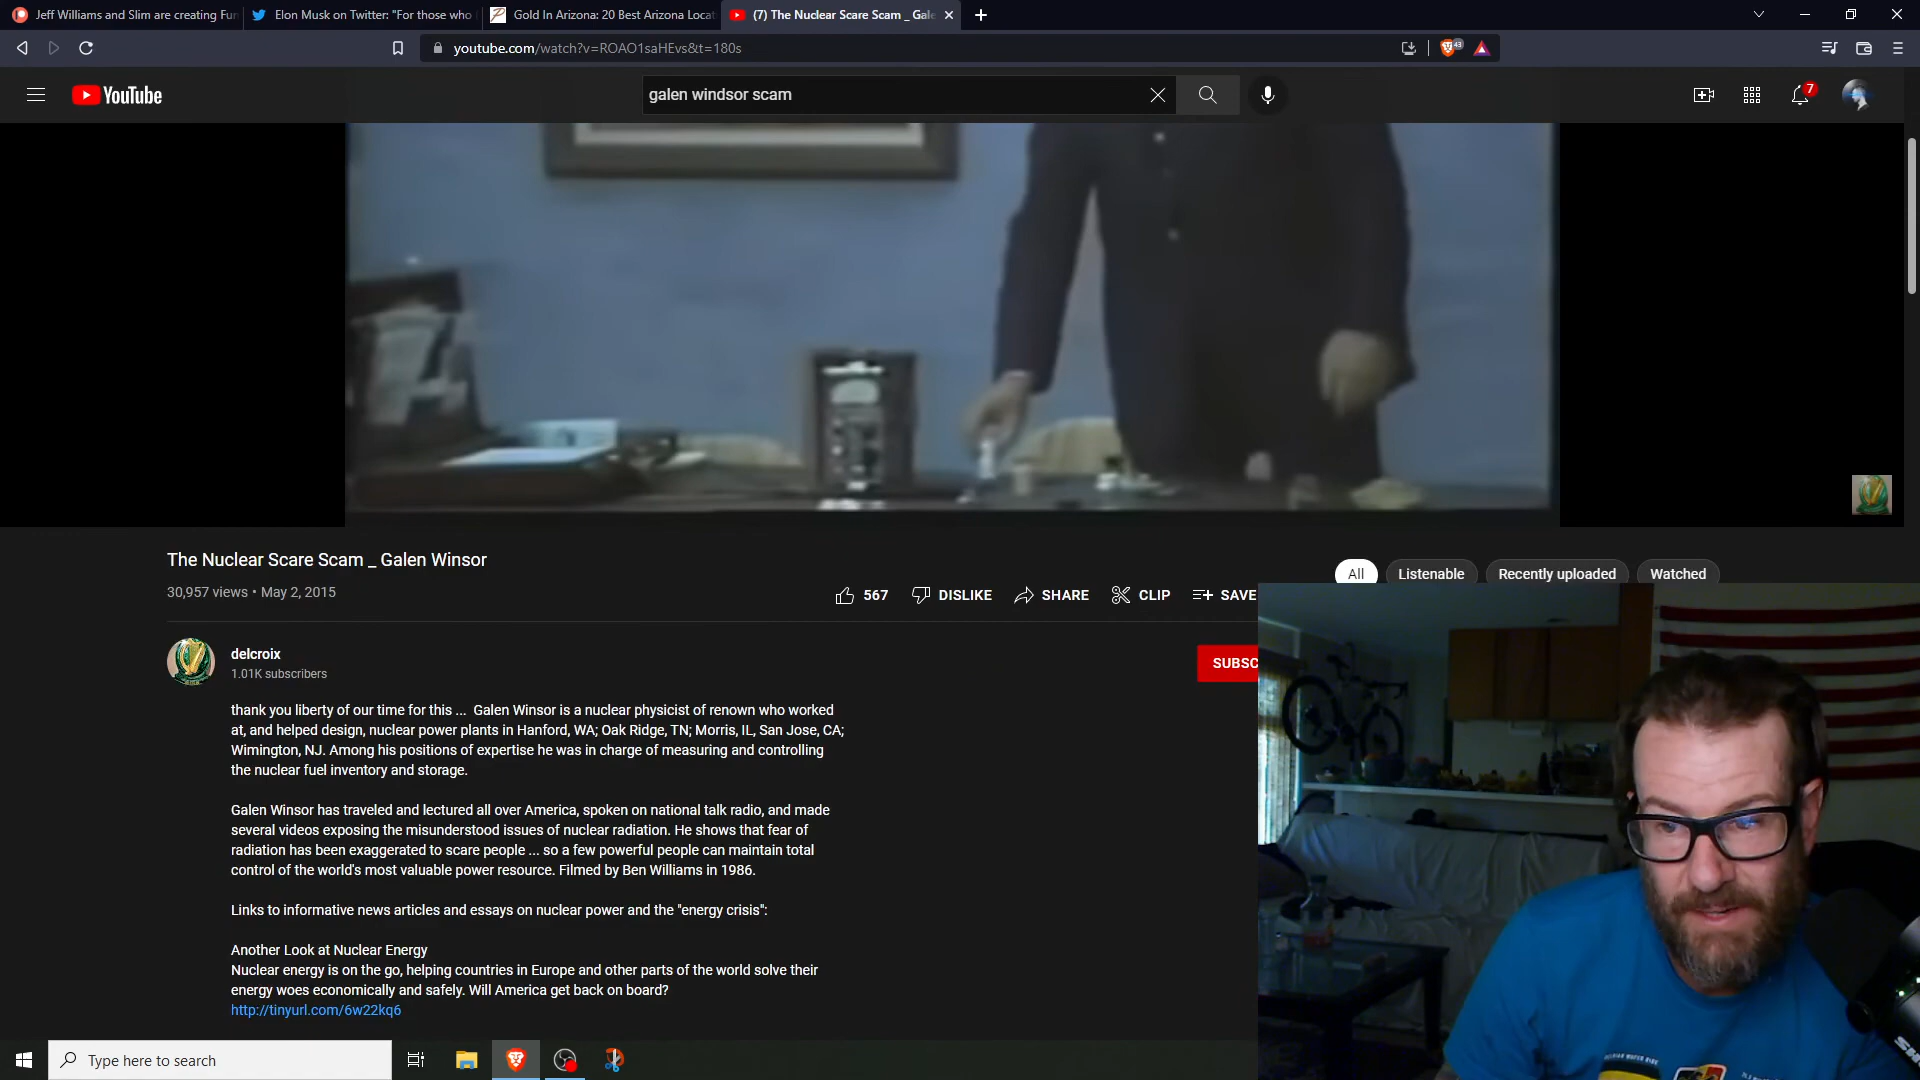 Jeff Williams and Slim are creating Fun
Elon Musk on Twitter: "For those who
Gold In Arizona: 20 Best Arizona Locat
(7) The Nuclear Scare Scam _ Gale
youtube.com/watch?v=ROAO1saHEvs&t=180s
43
YouTube
galen windsor scam
7
The Nuclear Scare Scam _ Galen Winsor
30,957 views • May 2, 2015
567
DISLIKE
SHARE
CLIP
SAVE
All
Listenable
Recently uploaded
Watched
delcroix
1.01K subscribers
SUBSC
thank you liberty of our time for this ... Galen Winsor is a nuclear physicist of renown who worked
at, and helped design, nuclear power plants in Hanford, WA; Oak Ridge, TN; Morris, IL, San Jose, CA;
Wimington, NJ. Among his positions of expertise he was in charge of measuring and controlling
the nuclear fuel inventory and storage.
Galen Winsor has traveled and lectured all over America, spoken on national talk radio, and made
several videos exposing the misunderstood issues of nuclear radiation. He shows that fear of
radiation has been exaggerated to scare people ... so a few powerful people can maintain total
control of the world's most valuable power resource. Filmed by Ben Williams in 1986.
Links to informative news articles and essays on nuclear power and the "energy crisis":
Another Look at Nuclear Energy
Nuclear energy is on the go, helping countries in Europe and other parts of the world solve their
energy woes economically and safely. Will America get back on board?
http://tinyurl.com/6w22kq6
Type here to search